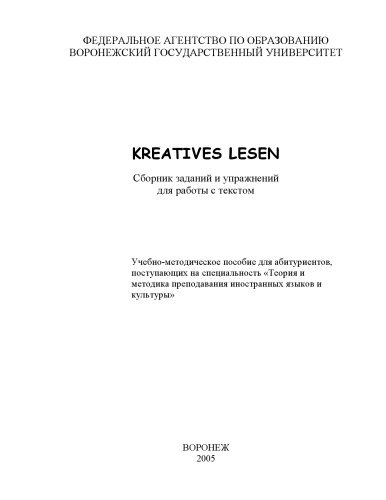 ФЕДЕРАЛЬНОЕ АГЕНТСТВО ПО ОБРАЗОВАНИЮ
ВОРОНЕЖСКИЙ ГОСУДАРСТВЕННЫЙ УНИВЕРСИТЕТ
KREATIVES LESEN
Сборник заданий и упражнений
для работы с текстом
Учебно-методическое пособие для абитуриентов,
поступающих на специальность «Теория и
методика преподавания иностранных языков и
культуры»
ВОРОНЕЖ
2005